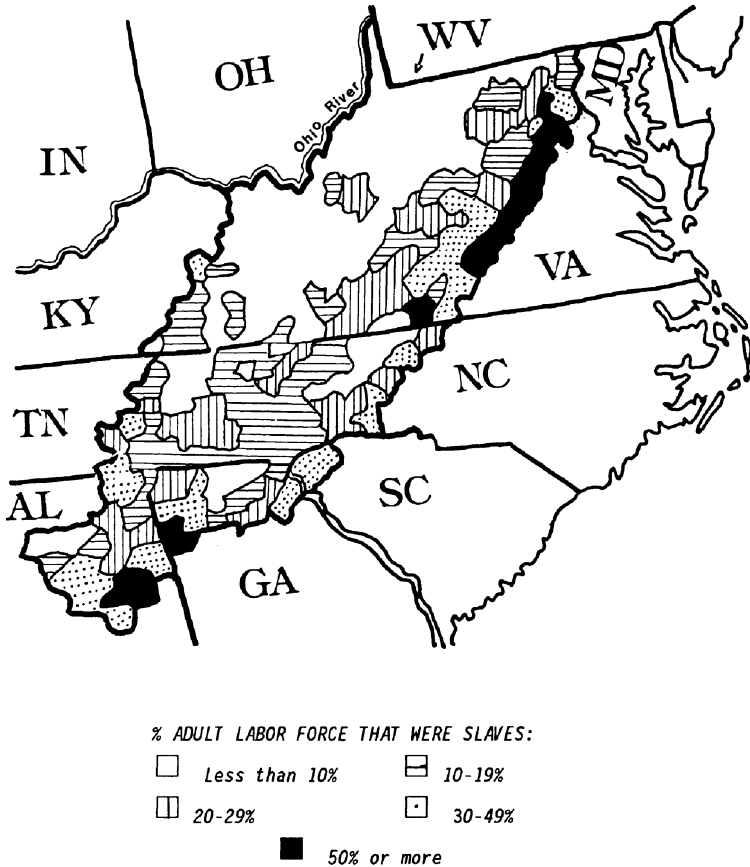 WV
OH
MD
Ohio River
IN
VA
KY
NC
TN
SC
AL
GA
% ADULT LABOR FORCE THAT WERE SLAVES:
Less than 10%
10-19%
20-29%
30-49%
50% or more